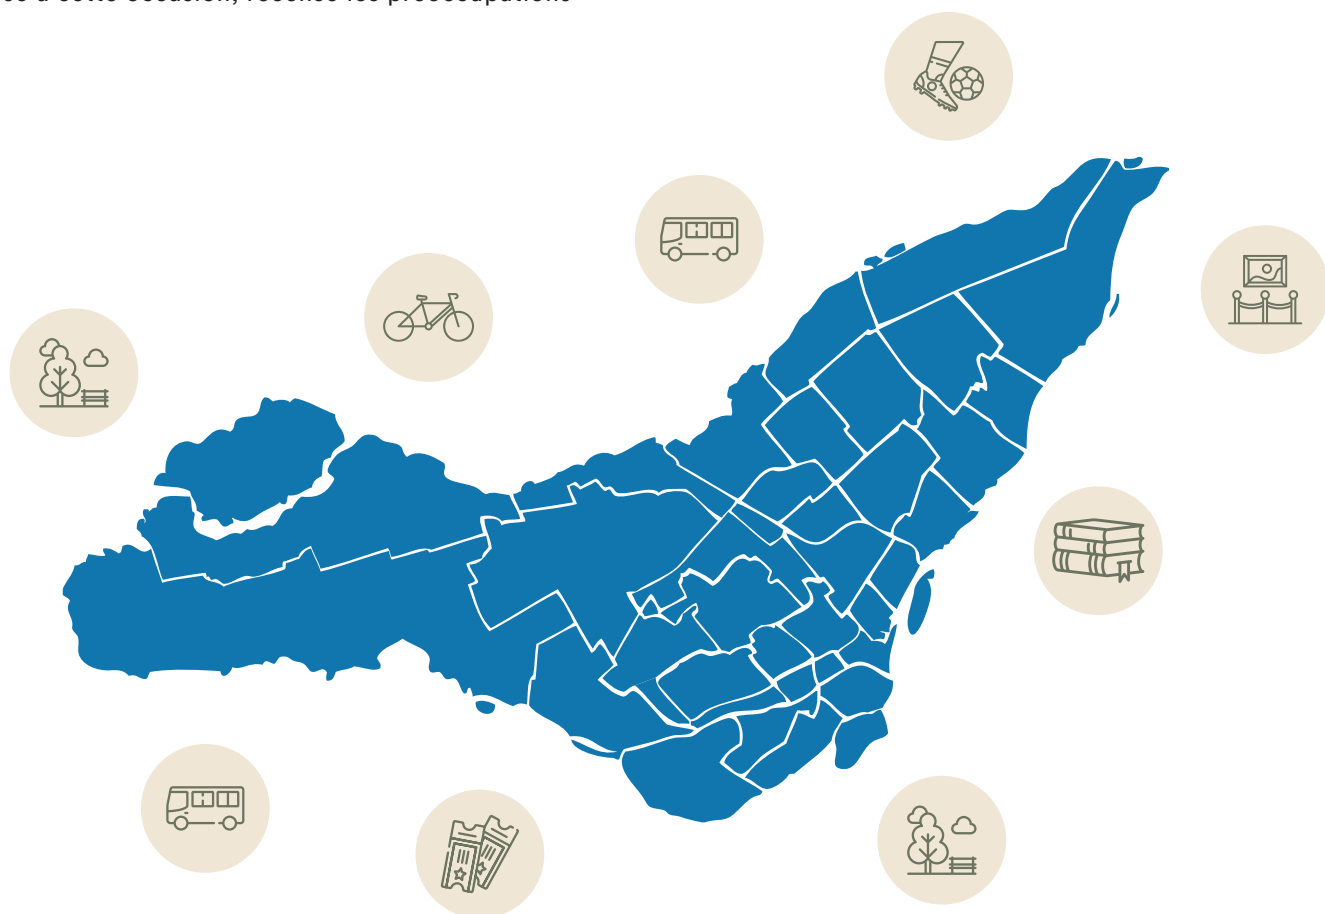 à cette occasion, recense les préoccupations